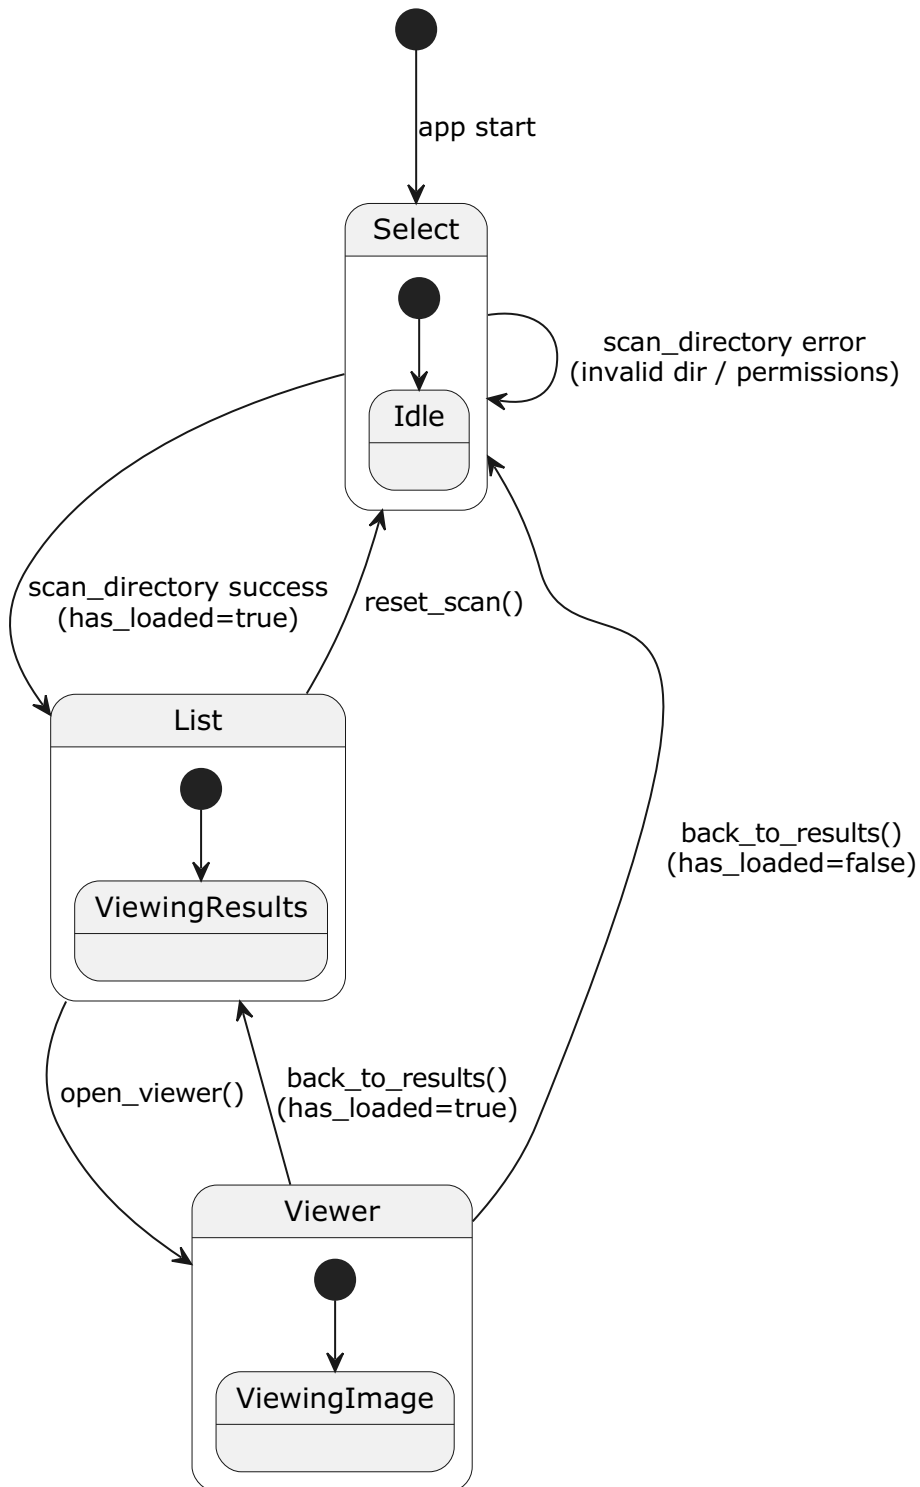 app start
Select
Idle
scan_directory error
(invalid dir / permissions)
scan_directory success
(has_loaded=true)
reset_scan()
List
ViewingResults
back_to_results()
(has_loaded=false)
open_viewer()
back_to_results()
(has_loaded=true)
Viewer
ViewingImage